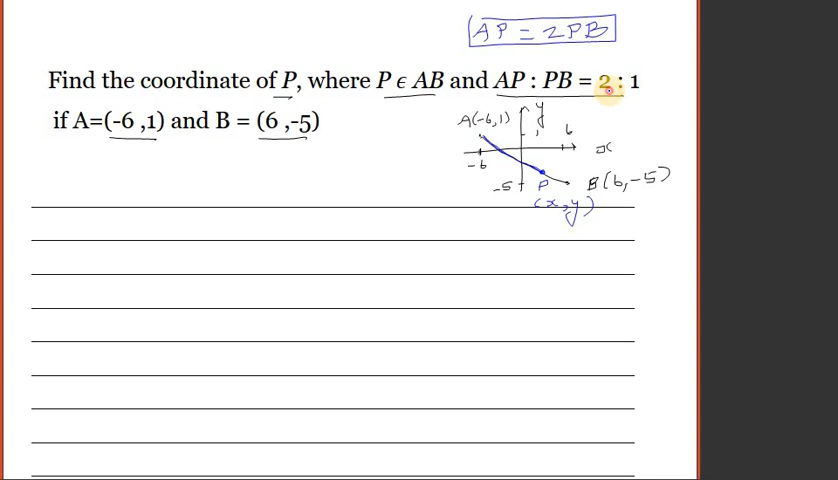 AP = 2PB
Find the coordinate of P, where P ϵ AB and AP : PB = 2 : 1
if A=(-6 ,1) and B = (6 ,-5)
y
A(-6,1)
1
6
x
-6
-5
P
B(6,-5)
(x,y)